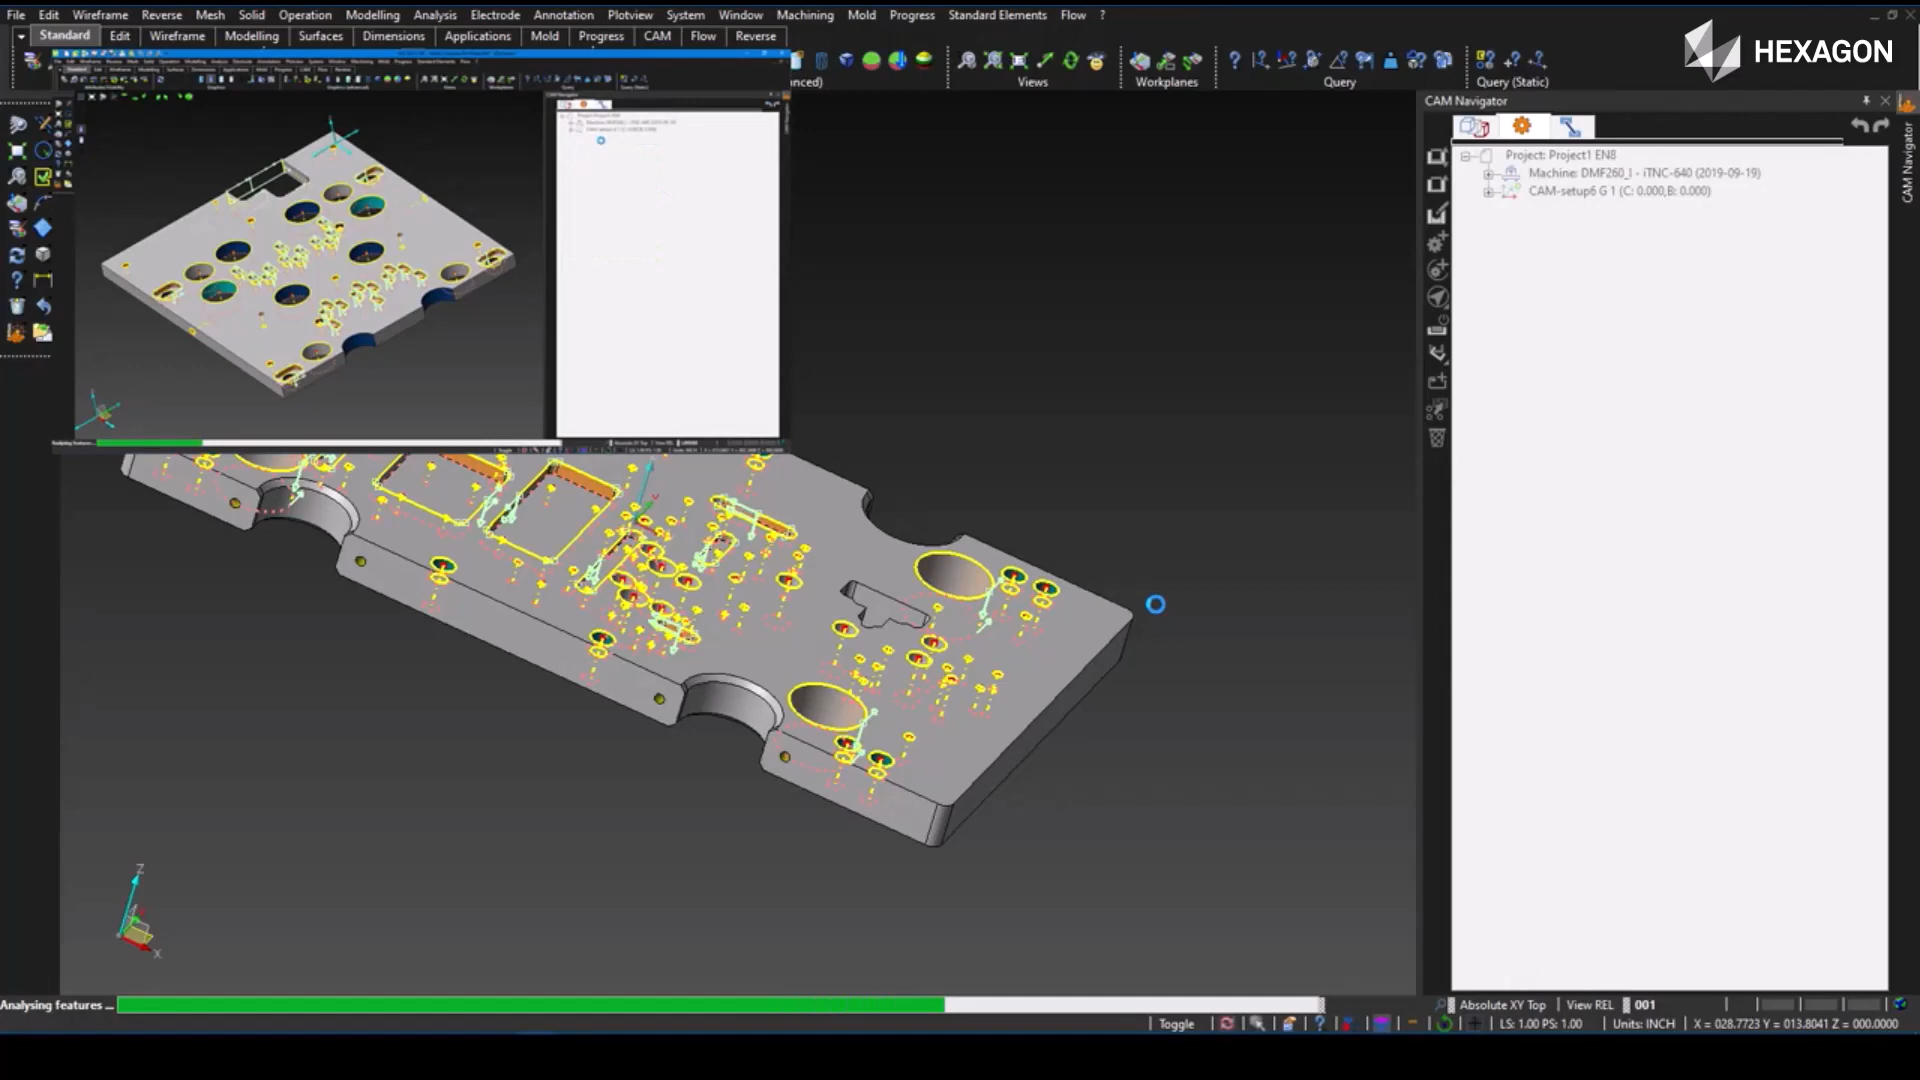 File Edit Wireframe Reverse Mesh Solid Operation Modelling Analysis Electrode Annotation Plotview System Window Machining Mold Progress Standard Elements Flow ?
HEXAGON
Standard Edit Wireframe Modelling Surfaces Dimensions Applications Mold Progress CAM Flow Reverse
nced) Views Workplanes Query Query (Static)
CAM Navigator
CAM Navigator
Project: Project1 EN8
Machine: DMF260_I - iTNC-640 (2019-09-19)
CAM-setup6 G 1 (C: 0.000,B: 0.000)
Analysing features...
Z
X
Analysing features ...
Absolute XY Top View REL 001
Toggle LS: 1.00 PS: 1.00 Units: INCH X = 028.7723 Y = 013.8041 Z = 000.0000